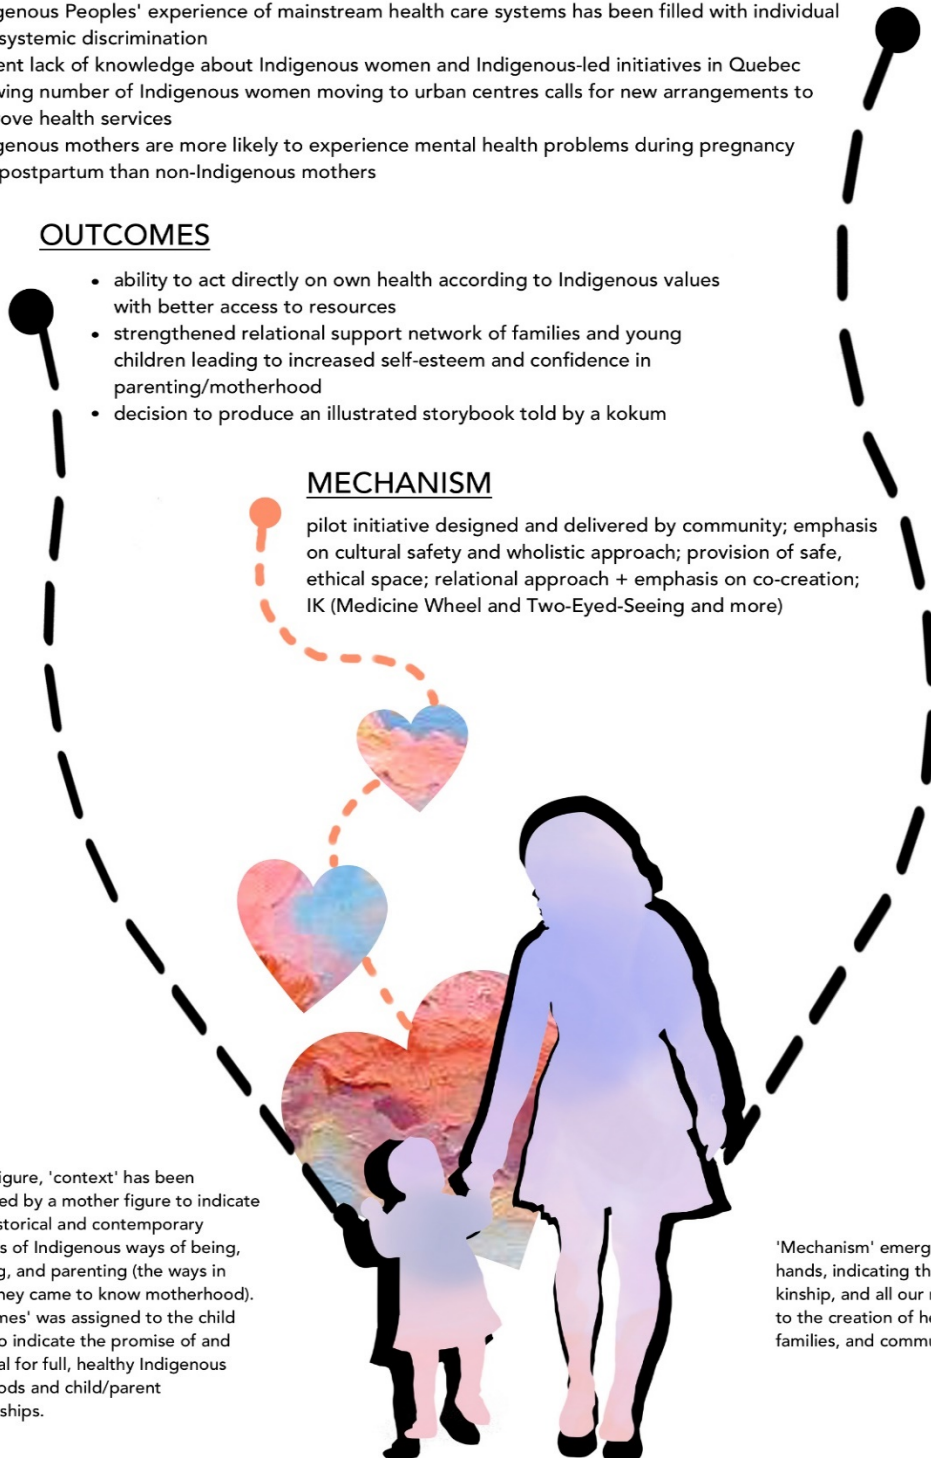 genous Peoples' experience of mainstream health care systems has been filled with individual
systemic discrimination
ent lack of knowledge about Indigenous women and Indigenous-led initiatives in Quebec
wing number of Indigenous women moving to urban centres calls for new arrangements to
ove health services
genous mothers are more likely to experience mental health problems during pregnancy
postpartum than non-Indigenous mothers
OUTCOMES
• ability to act directly on own health according to Indigenous values
with better access to resources
• strengthened relational support network of families and young
children leading to increased self-esteem and confidence in
parenting/motherhood
• decision to produce an illustrated storybook told by a kokum
MECHANISM
pilot initiative designed and delivered by community; emphasis
on cultural safety and wholistic approach; provision of safe,
ethical space; relational approach + emphasis on co-creation;
IK (Medicine Wheel and Two-Eyed-Seeing and more)
igure, 'context' has been
ed by a mother figure to indicate
storical and contemporary
s of Indigenous ways of being,
g, and parenting (the ways in
hey came to know motherhood).
mes' was assigned to the child
o indicate the promise of and
al for full, healthy Indigenous
ods and child/parent
ships.
'Mechanism' emerg
hands, indicating th
kinship, and all our r
to the creation of he
families, and commu